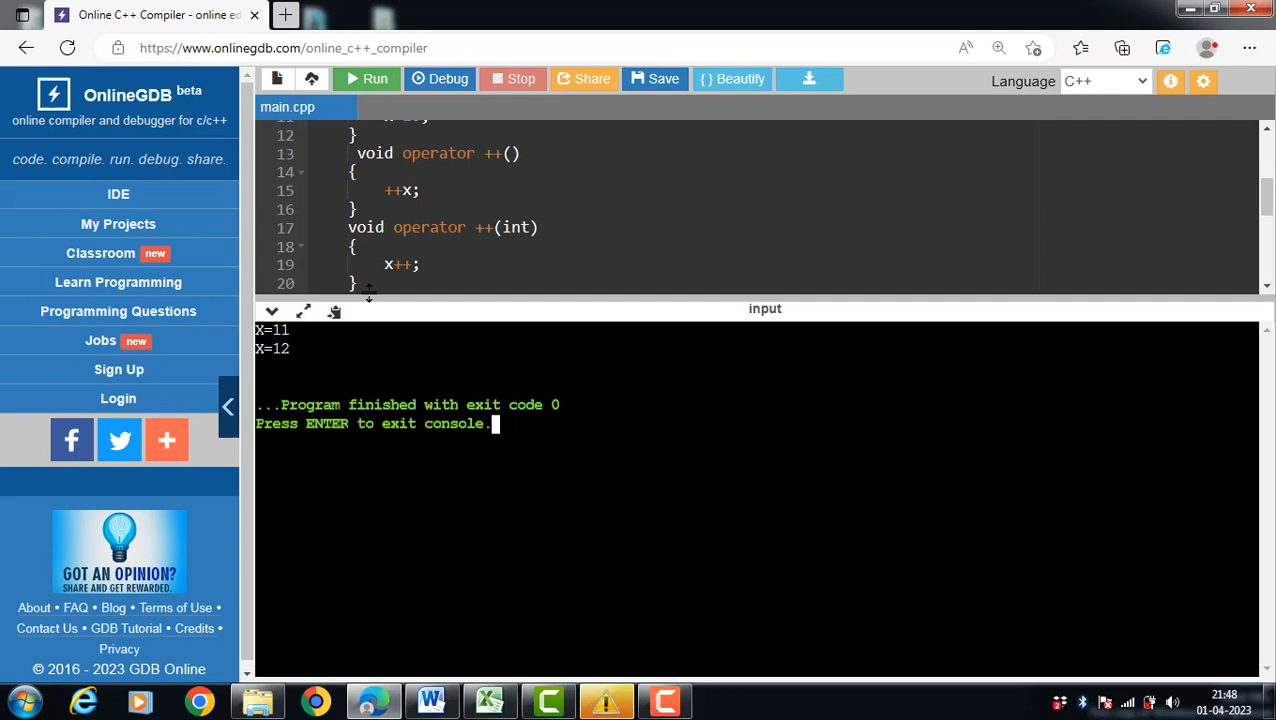 Online C++ Compiler - online ed
https://www.onlinegdb.com/online_c++_compiler
OnlineGDB beta
online compiler and debugger for c/c++
code. compile. run. debug. share.
IDE
My Projects
Classroom new
Learn Programming
Programming Questions
Jobs new
Sign Up
Login
GOT AN OPINION?
SHARE AND GET REWARDED.
About • FAQ • Blog • Terms of Use •
Contact Us • GDB Tutorial • Credits •
Privacy
© 2016 - 2023 GDB Online
Run Debug Stop Share Save { } Beautify Language C++
main.cpp
12 }
13 void operator ++()
14 {
15 ++x;
16 }
17 void operator ++(int)
18 {
19 x++;
20 }
input
X=11
X=12
...Program finished with exit code 0
Press ENTER to exit console.
21:48
01-04-2023